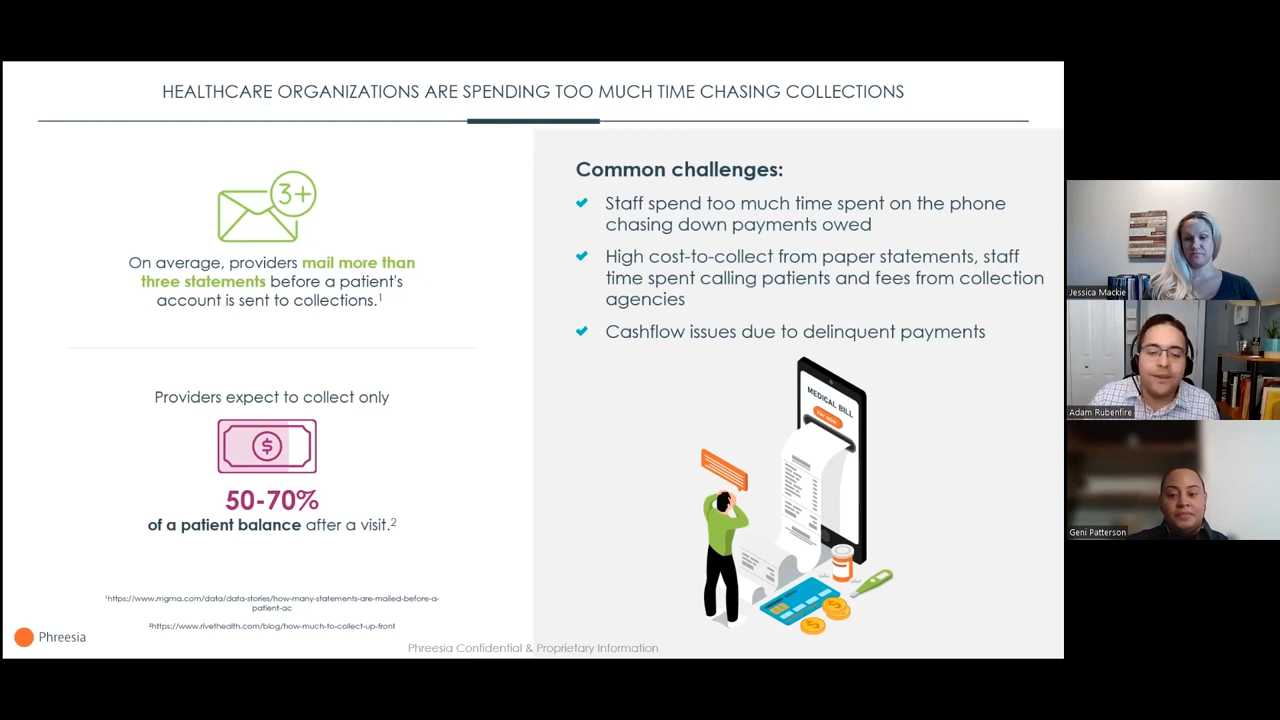 HEALTHCARE ORGANIZATIONS ARE SPENDING TOO MUCH TIME CHASING COLLECTIONS
3+
On average, providers mail more than
three statements before a patient's
account is sent to collections.1
Providers expect to collect only
$
50-70%
of a patient balance after a visit.2
1https://www.mgma.com/data/data-stories/how-many-statements-are-mailed-before-a-
patient-ac
2https://www.rivethealth.com/blog/how-much-to-collect-up-front
Phreesia
Common challenges:
Staff spend too much time spent on the phone
chasing down payments owed
High cost-to-collect from paper statements, staff
time spent calling patients and fees from collection
agencies
Cashflow issues due to delinquent payments
MEDICAL BILL
$
$
Phreesia Confidential & Proprietary Information
Jessica Mackie
Adam Rubenfire
Geni Patterson